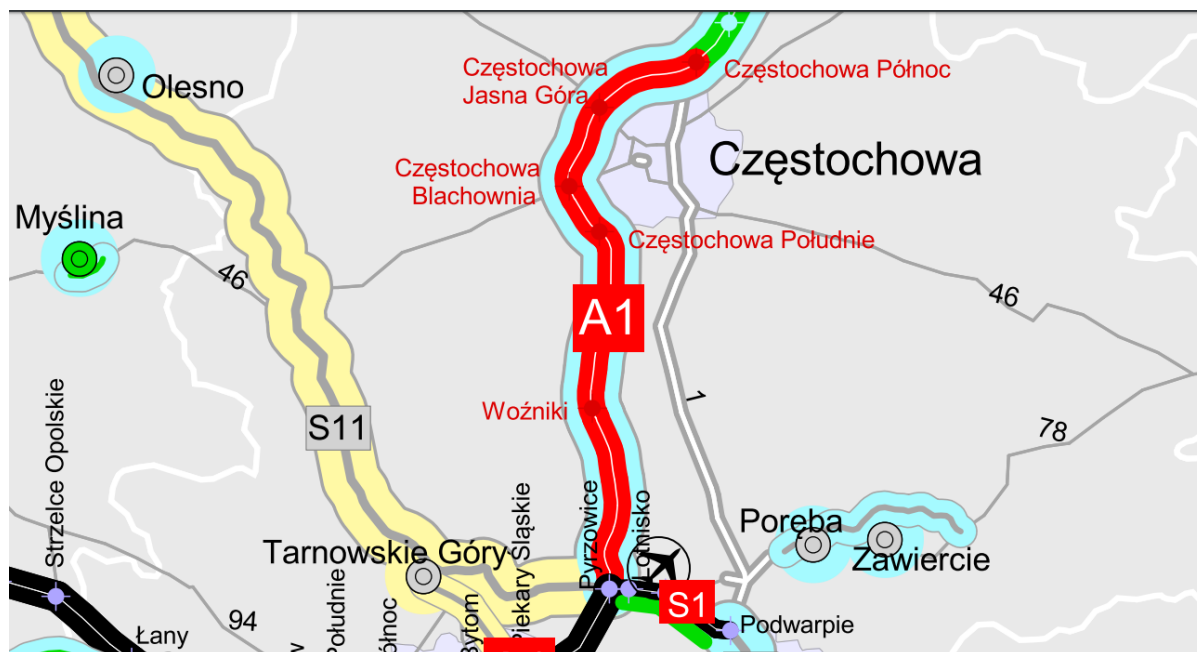 Olesno
Częstochowa
Jasna Góra
Częstochowa Północ
Częstochowa
Częstochowa
Blachownia
Myślina
Częstochowa Południe
46
46
A1
1
Woźniki
S11
78
Strzelce Opolskie
Tarnowskie Góry
Piekary Śląskie
Pyrzowice
Lotnisko
Poręba
Zawiercie
S1
94
Łany
Południe
Bytom
Podwarpie